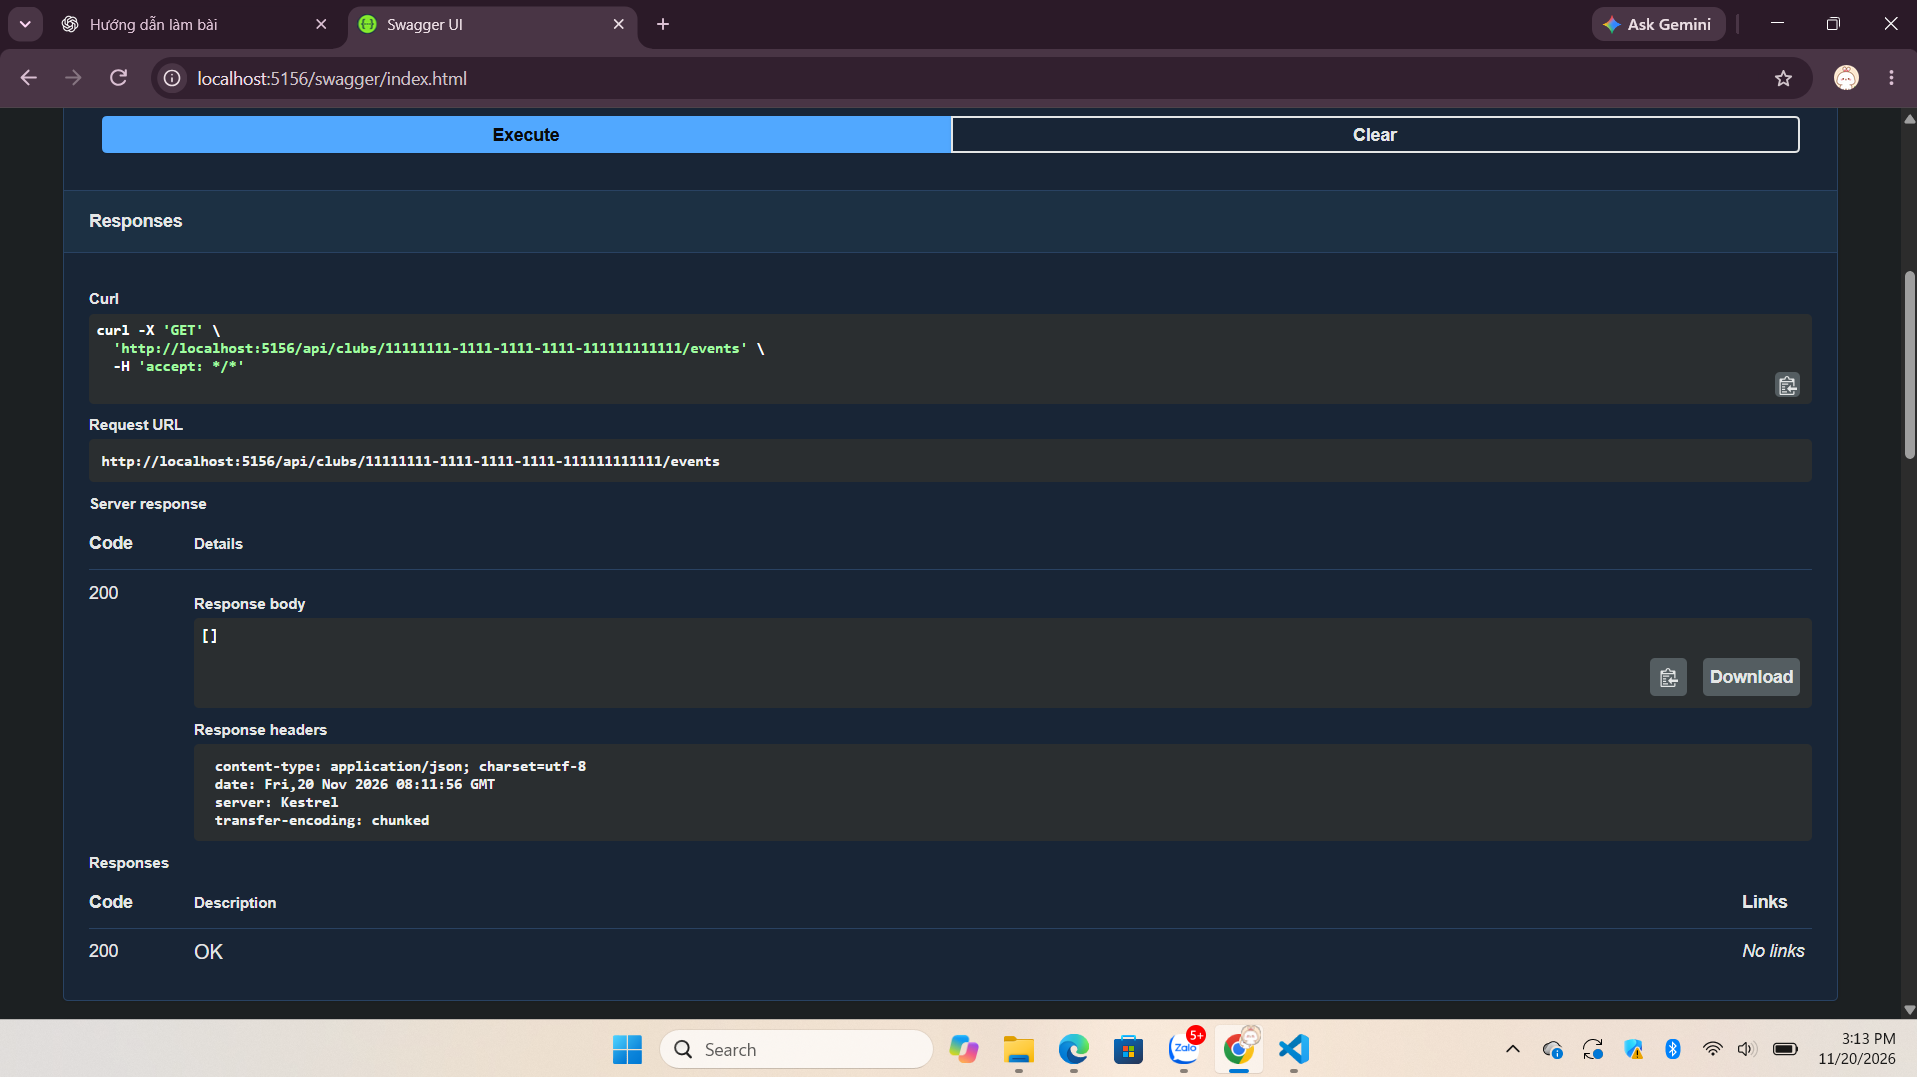 Hướng dẫn làm bài
Swagger UI
Ask Gemini
localhost:5156/swagger/index.html
Execute
Clear
Responses
Curl
curl -X 'GET' \
'http://localhost:5156/api/clubs/11111111-1111-1111-1111-111111111111/events' \
-H 'accept: */*'
Request URL
http://localhost:5156/api/clubs/11111111-1111-1111-1111-111111111111/events
Server response
Code
Details
200
Response body
[]
Download
Response headers
content-type: application/json; charset=utf-8
date: Fri,20 Nov 2026 08:11:56 GMT
server: Kestrel
transfer-encoding: chunked
Responses
Code
Description
Links
200
OK
No links
Search
Zalo
5+
3:13 PM
11/20/2026